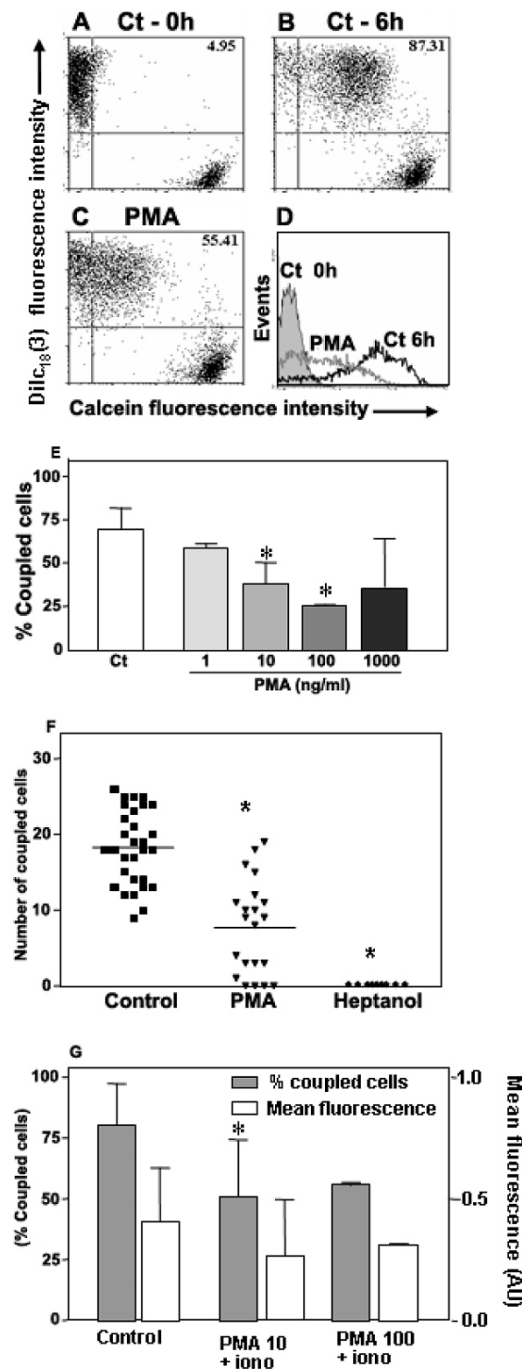 A Ct - 0h
4.95
B Ct - 6h
87.31
DiIc18(3) fluorescence intensity
C PMA
55.41
D
Ct 0h
PMA
Ct 6h
Events
Calcein fluorescence intensity
E
% Coupled cells
100
75
50
25
0
Ct 1 10 100 1000
PMA (ng/ml)
*
*
F
Number of coupled cells
30
20
10
0
*
*
Control PMA Heptanol
G
(% Coupled cells)
100
75
50
25
0
% coupled cells
Mean fluorescence
*
1.0
0.5
0.0
Mean fluorescence (AU)
Control PMA 10 PMA 100
+ iono + iono